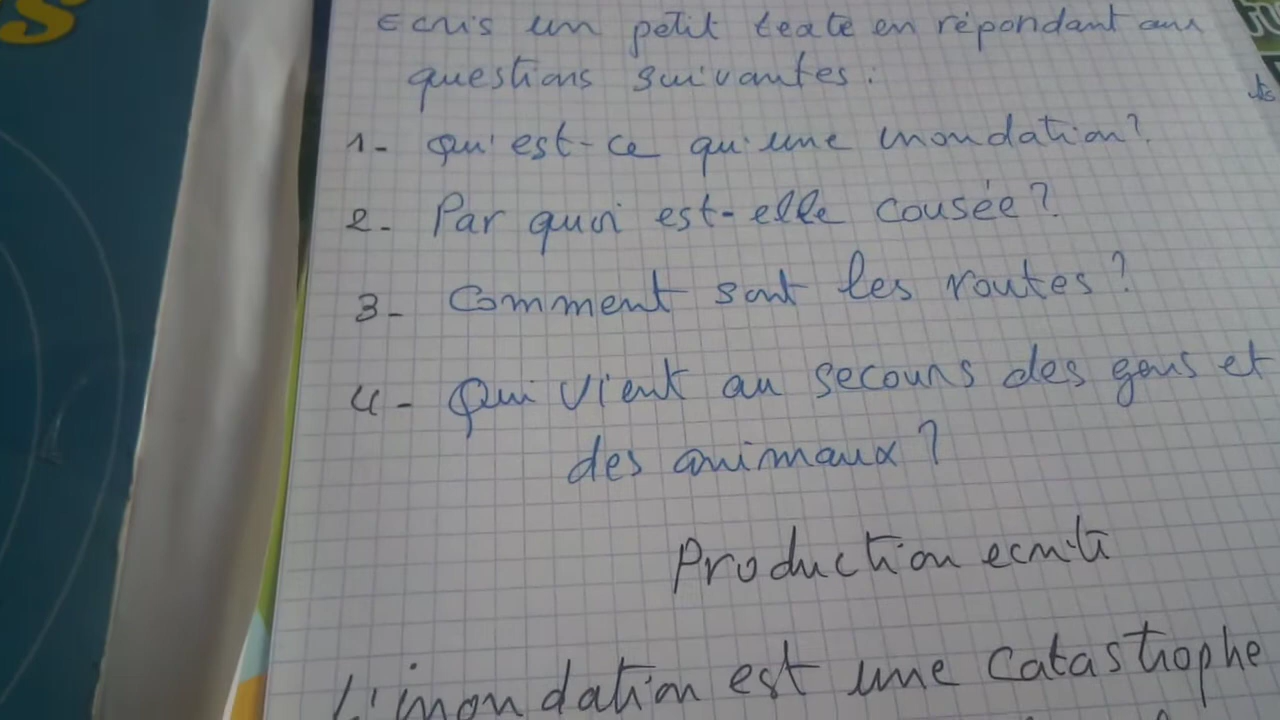 Ecris un petit texte en répondant aux
questions suivantes :
1- Qu'est-ce qu'une inondation ?
2- Par quoi est-elle cousée ?
3- Comment sont les routes ?
4- Qui vient au secours des gens et
des animaux ?
Production ecrite
L'inondation est une catastrophe